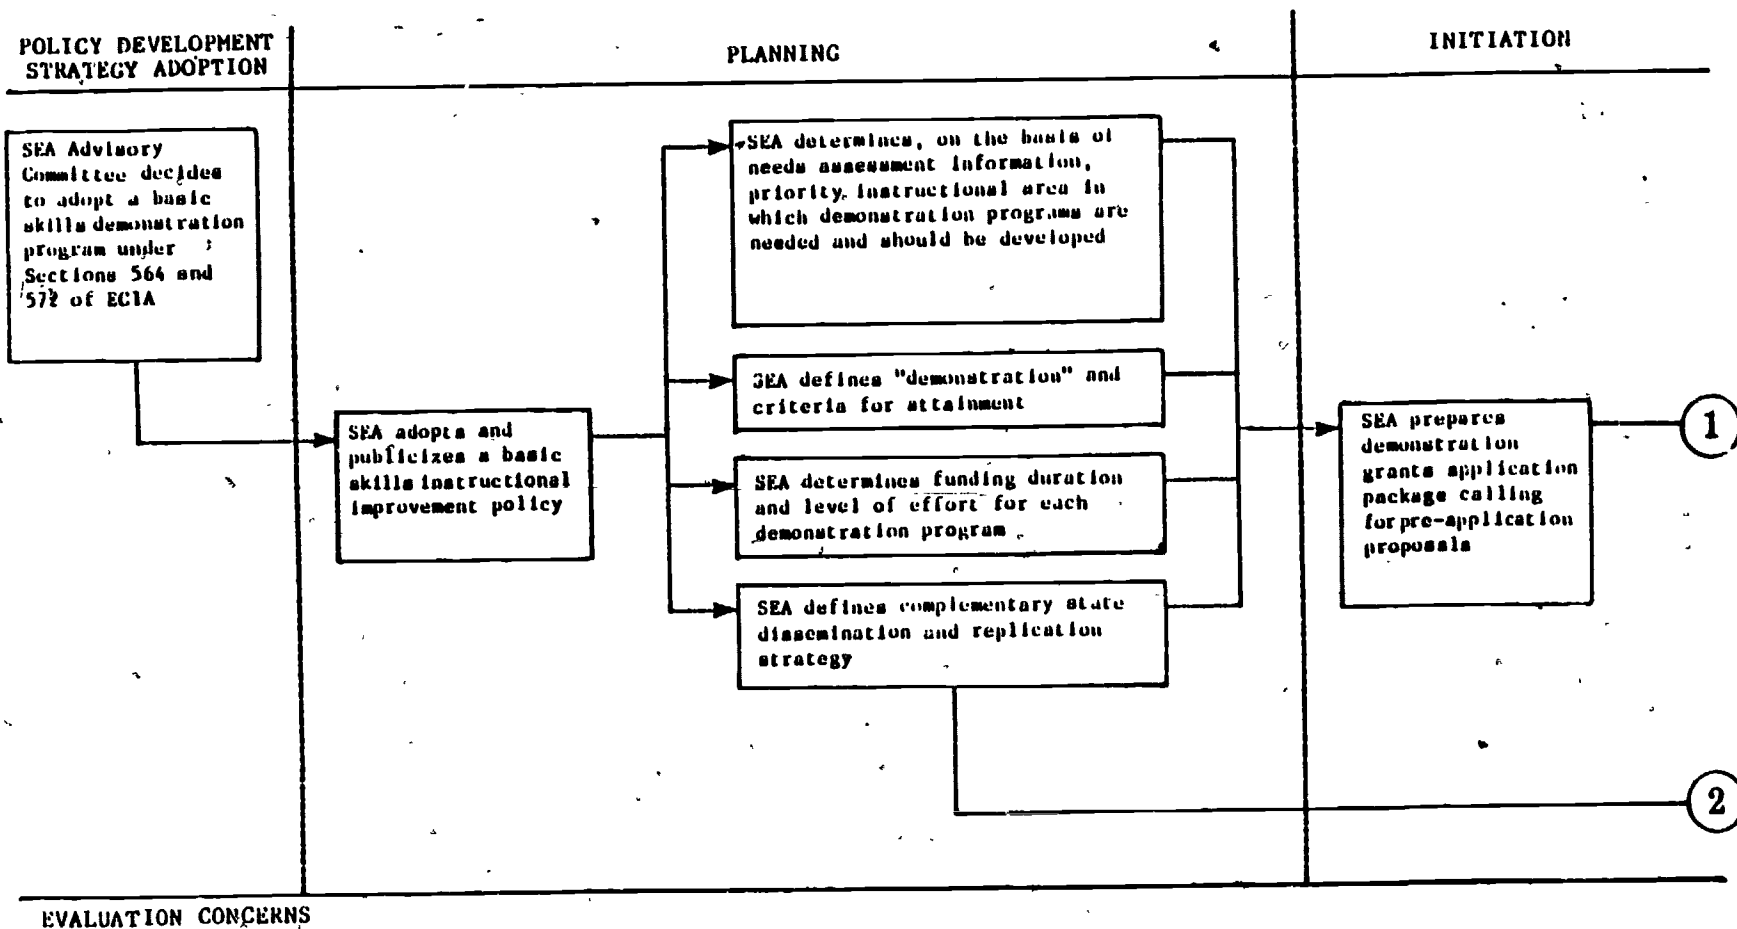 POLICY DEVELOPMENT
STRATEGY ADOPTION
PLANNING
INITIATION
SEA Advisory
Committee decides
to adopt a basic
skills demonstration
program under
Sections 564 and
572 of ECIA
SEA adopts and
publicizes a basic
skills instructional
improvement policy
SEA determines, on the basis of
needs assessment information,
priority instructional area in
which demonstration programs are
needed and should be developed
SEA defines "demonstration" and
criteria for attainment
SEA determines funding duration
and level of effort for each
demonstration program
SEA defines complementary state
dissemination and replication
strategy
SEA prepares
demonstration
grants application
package calling
for pre-application
proposals
1
2
EVALUATION CONCERNS